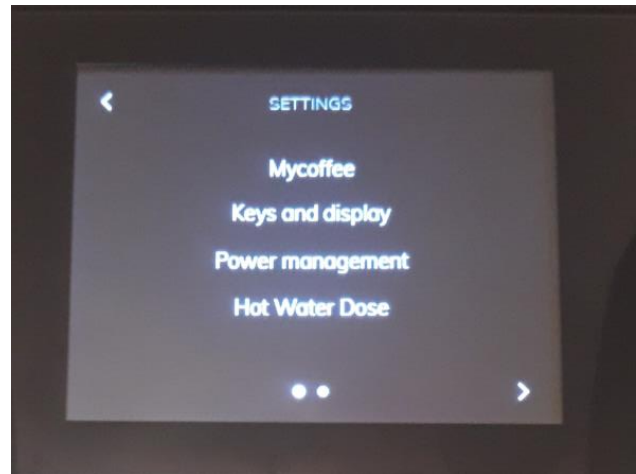 SETTINGS
Mycoffee
Keys and display
Power management
Hot Water Dose